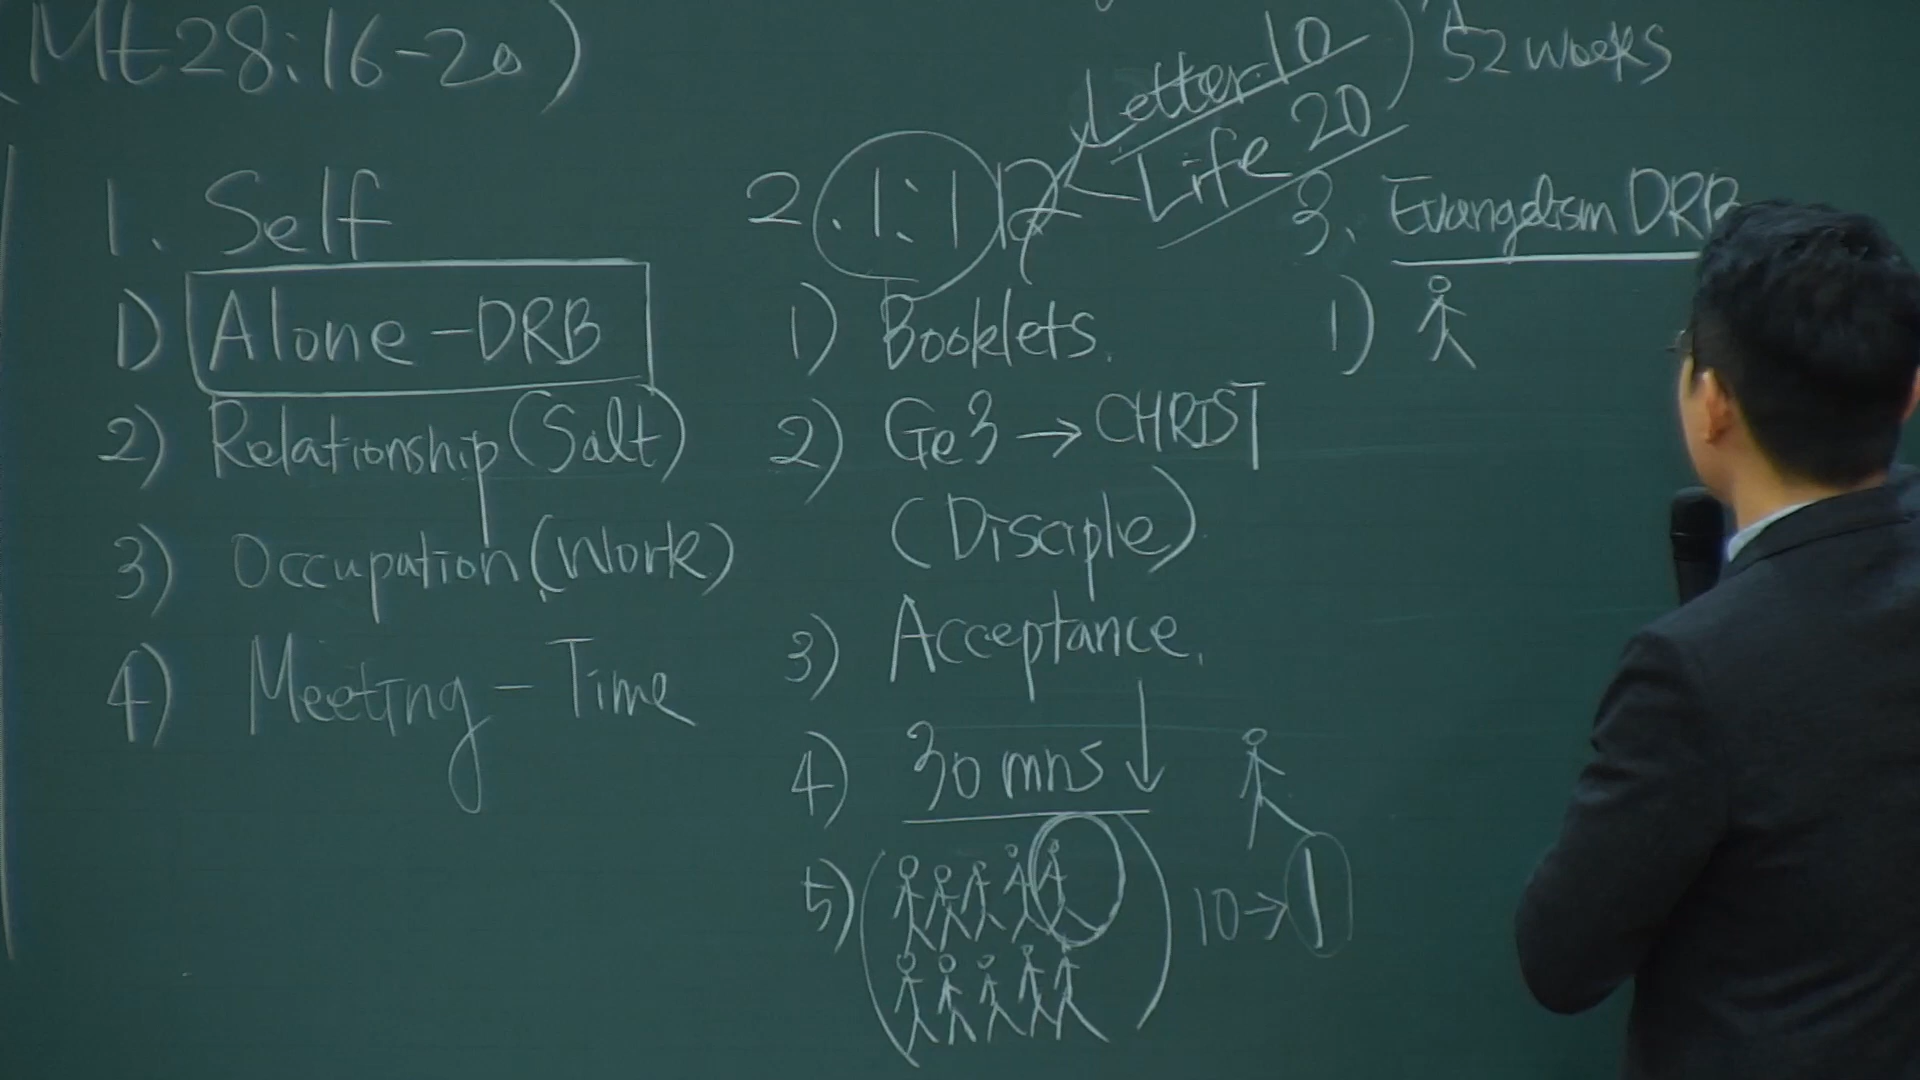 (Mt 28:16-20)
1. Self
1) Alone-DRB
2) Relationship (Salt)
3) Occupation (Work)
4) Meeting-Time
2. 1:1
Letter 10
Life 20
52 weeks
1) Booklets.
2) Ge3 → CHRIST
(Disciple)
3) Acceptance.
4) 30 mns ↓
5) ( ) 10→1
3. Evangelism DRB
1)